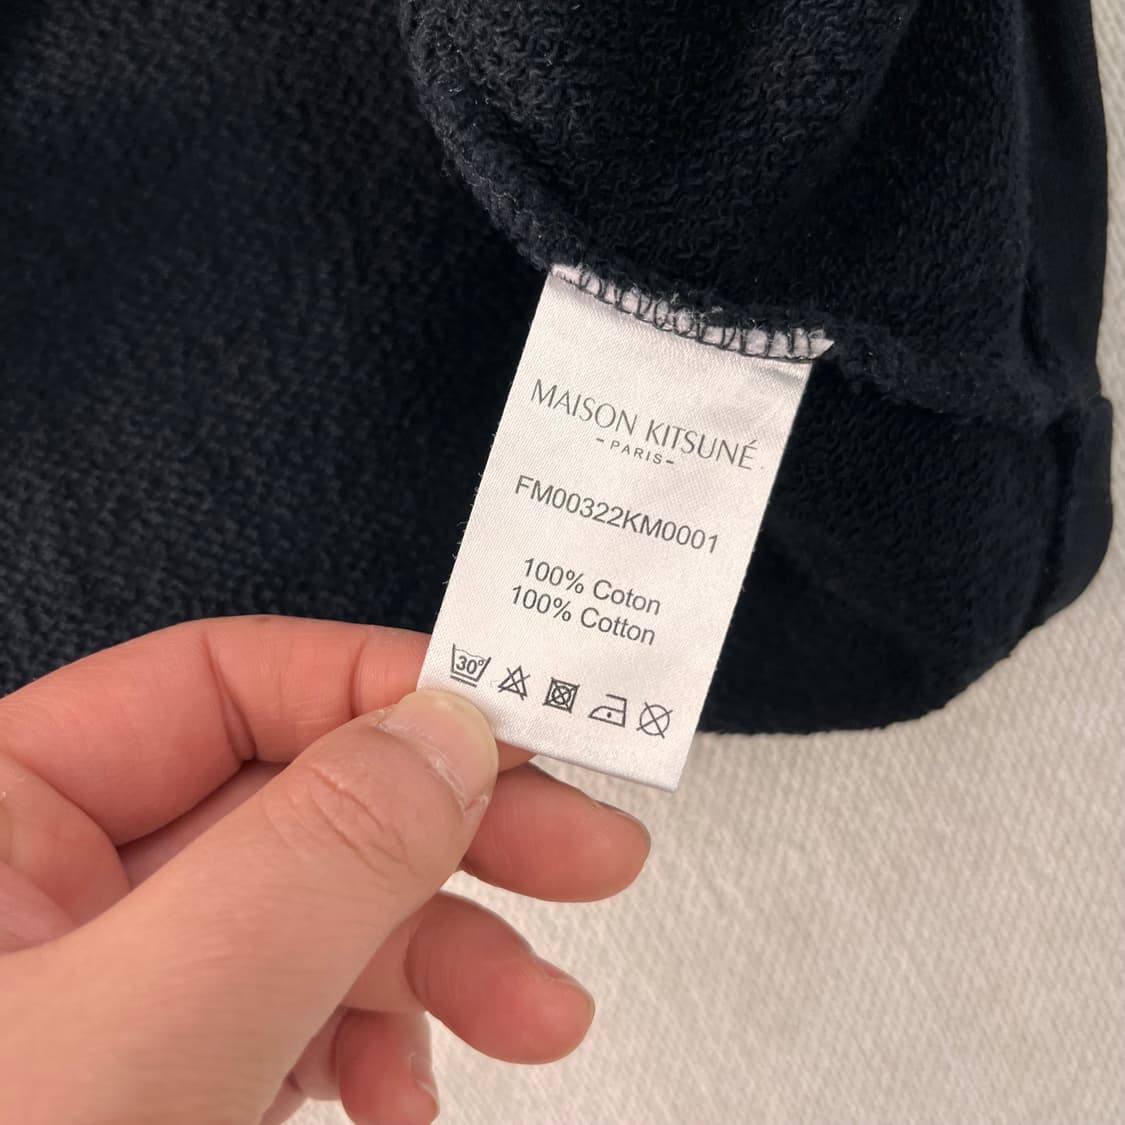 MAISON KITSUNÉ
-PARIS-
FM00322KM0001
100% Coton
100% Cotton
30°